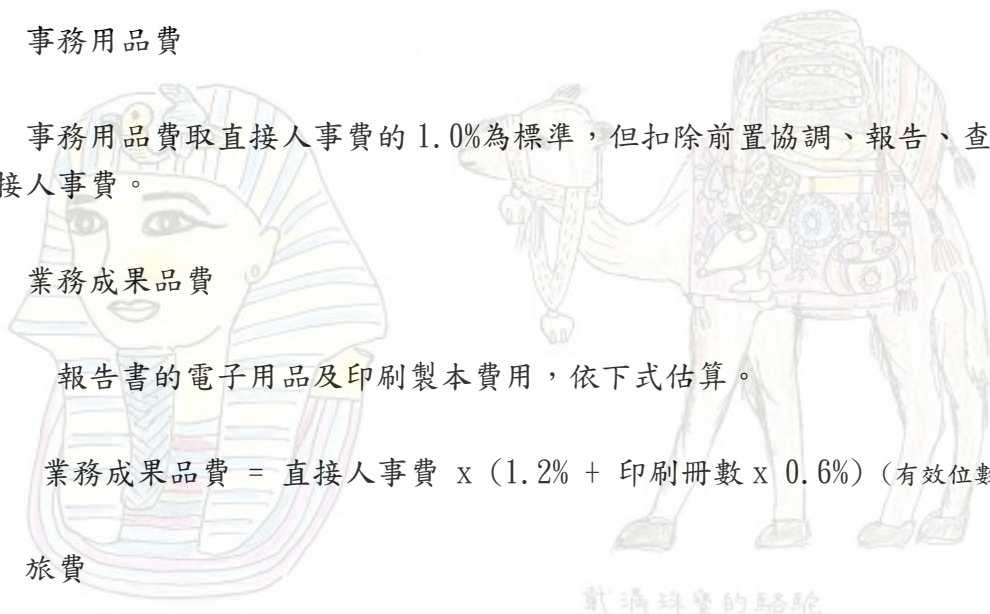 事務用品費
事務用品費取直接人事費的 1.0%為標準，但扣除前置協調、報告、查
接人事費。
業務成果品費
報告書的電子用品及印刷製本費用，依下式估算。
業務成果品費 = 直接人事費 x (1.2% + 印刷冊數 x 0.6%) (有效位數
旅費
戴滿珠寶的駱駝